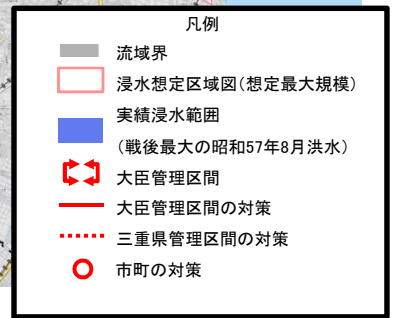 凡例
流域界
浸水想定区域図（想定最大規模）
実績浸水範囲
（戦後最大の昭和57年8月洪水）
大臣管理区間
大臣管理区間の対策
三重県管理区間の対策
市町の対策